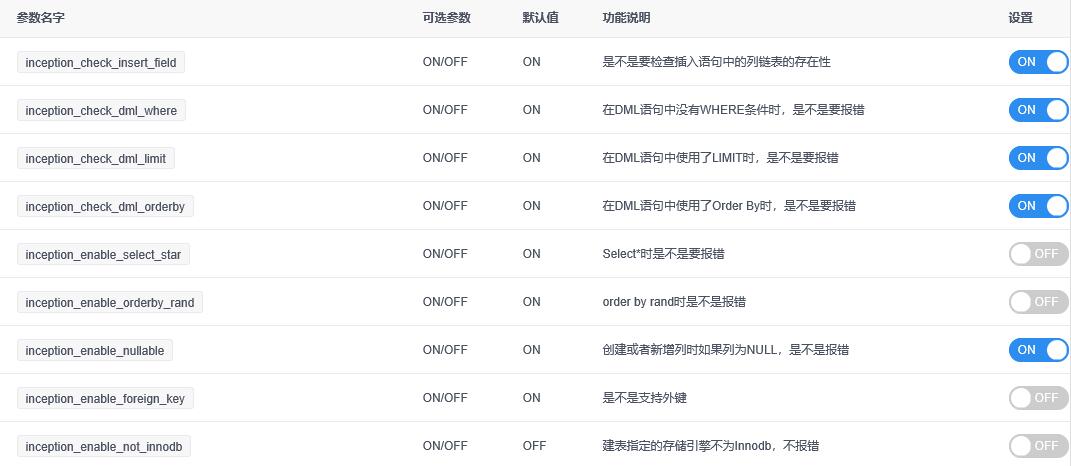 参数名字 可选参数 默认值 功能说明 设置
inception_check_insert_field ON/OFF ON 是不是要检查插入语句中的列链表的存在性 ON
inception_check_dml_where ON/OFF ON 在DML语句中没有WHERE条件时，是不是要报错 ON
inception_check_dml_limit ON/OFF ON 在DML语句中使用了LIMIT时，是不是要报错 ON
inception_check_dml_orderby ON/OFF ON 在DML语句中使用了Order By时，是不是要报错 ON
inception_enable_select_star ON/OFF ON Select*时是不是要报错 OFF
inception_enable_orderby_rand ON/OFF ON order by rand时是不是报错 OFF
inception_enable_nullable ON/OFF ON 创建或者新增列时如果列为NULL，是不是报错 ON
inception_enable_foreign_key ON/OFF ON 是不是支持外键 OFF
inception_enable_not_innodb ON/OFF OFF 建表指定的存储引擎不为Innodb，不报错 OFF